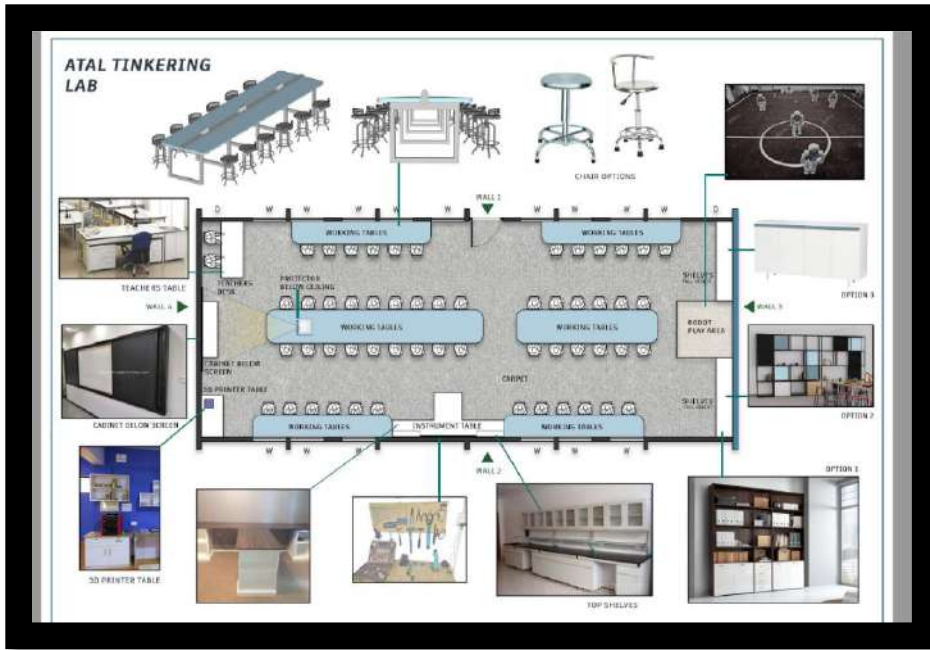 ATAL TINKERING
LAB
CHAIR OPTIONS
WALL 1
D W W W W W W W W D
WORKING TABLES
WORKING TABLES
TEACHERS TABLE
TEACHERS
DESK
PROJECTOR
BELOW CEILING
SHELVES
OPTION 3
WALL 4
WALL 3
WORKING TABLES
WORKING TABLES
ROBOT
PLAY AREA
CABINET BELOW
SCREEN
CARPET
3D PRINTER TABLE
SHELVES
OPTION 2
CABINET BELOW SCREEN
WORKING TABLES
INSTRUMENT TABLE
WORKING TABLES
W W W W W W W W
WALL 2
OPTION 1
3D PRINTER TABLE
TOP SHELVES